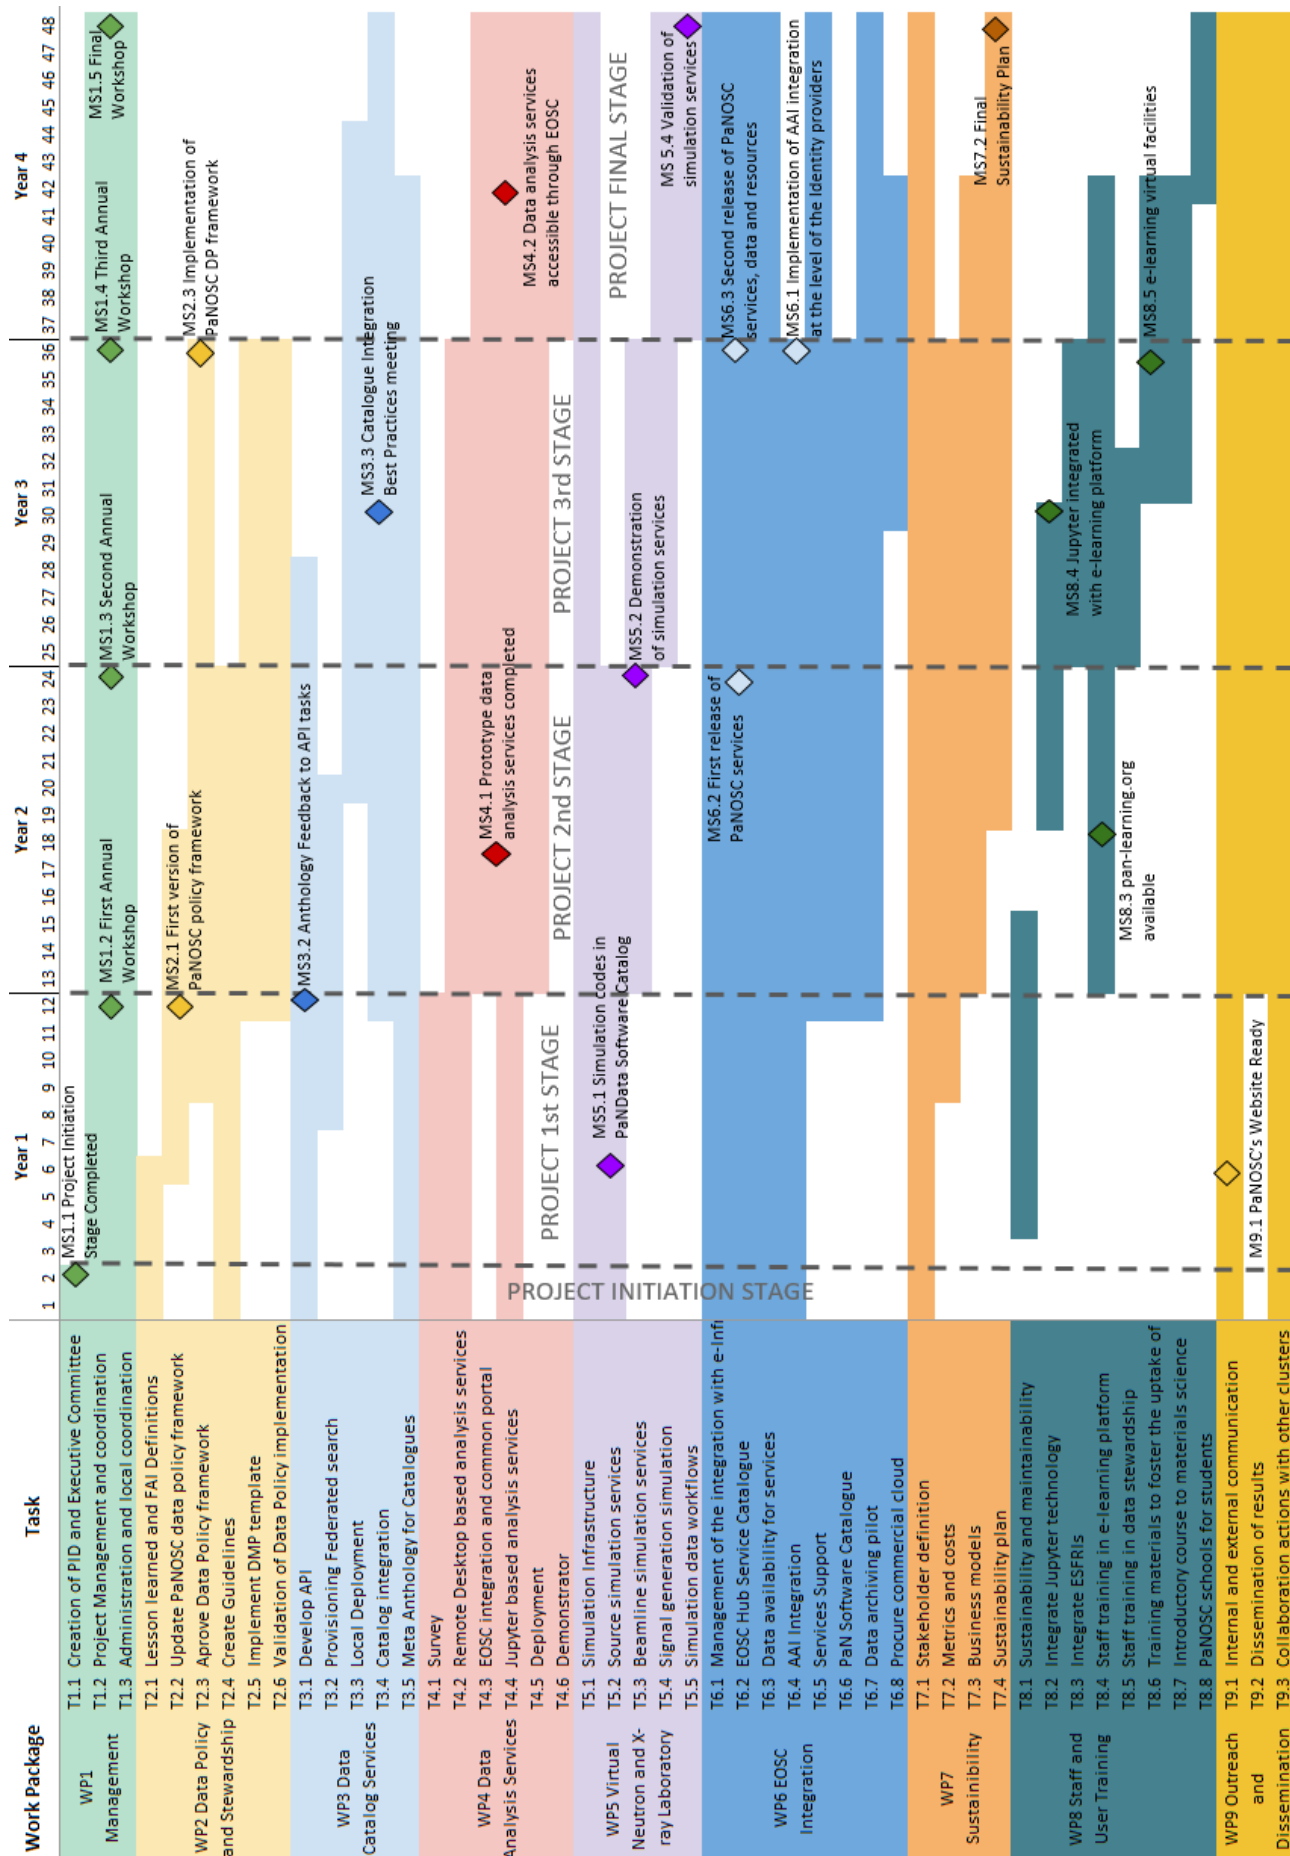 Work Package
Task
Year 1
Year 2
Year 3
Year 4
1 2 3 4 5 6 7 8 9 10 11 12 13 14 15 16 17 18 19 20 21 22 23 24 25 26 27 28 29 30 31 32 33 34 35 36 37 38 39 40 41 42 43 44 45 46 47 48
WP1
Management
T1.1 Creation of PID and Executive Committee
T1.2 Project Management and coordination
T1.3 Administration and local coordination
MS1.1 Project Initiation
Stage Completed
MS1.2 First Annual
Workshop
MS1.3 Second Annual
Workshop
MS1.4 Third Annual
Workshop
MS1.5 Final
Workshop
WP2 Data Policy
and Stewardship
T2.1 Lesson learned and FAI Definitions
T2.2 Update PaNOSC data policy framework
T2.3 Aprove Data Policy framework
T2.4 Create Guidelines
T2.5 Implement DMP template
T2.6 Validation of Data Policy implementation
MS2.1 First version of
PaNOSC policy framework
MS2.3 Implementation of
PaNOSC DP framework
WP3 Data
Catalog Services
T3.1 Develop API
T3.2 Provisioning Federated search
T3.3 Local Deployment
T3.4 Catalog integration
T3.5 Meta Anthology for Catalogues
MS3.2 Anthology Feedback to API tasks
MS3.3 Catalogue Integration
Best Practices meeting
WP4 Data
Analysis Services
T4.1 Survey
T4.2 Remote Desktop based analysis services
T4.3 EOSC integration and common portal
T4.4 Jupyter based analysis services
T4.5 Deployment
T4.6 Demonstrator
MS4.1 Prototype data
analysis services completed
MS4.2 Data analysis services
accessible through EOSC
PROJECT INITIATION STAGE
PROJECT 1st STAGE
PROJECT 2nd STAGE
PROJECT 3rd STAGE
PROJECT FINAL STAGE
WP5 Virtual
Neutron and X-
ray Laboratory
T5.1 Simulation Infrastructure
T5.2 Source simulation services
T5.3 Beamline simulation services
T5.4 Signal generation simulation
T5.5 Simulation data workflows
MS5.1 Simulation codes in
PaNData Software Catalog
MS5.2 Demonstration
of simulation services
MS 5.4 Validation of
simulation services
WP6 EOSC
Integration
T6.1 Management of the integration with e-Infi
T6.2 EOSC Hub Service Catalogue
T6.3 Data availability for services
T6.4 AAI Integration
T6.5 Services Support
T6.6 PaN Software Catalogue
T6.7 Data archiving pilot
T6.8 Procure commercial cloud
MS6.2 First release of
PaNOSC services
MS6.3 Second release of PaNOSC
services, data and resources
MS6.1 Implementation of AAI integration
at the level of the Identity providers
WP7
Sustainibility
T7.1 Stakeholder definition
T7.2 Metrics and costs
T7.3 Business models
T7.4 Sustainability plan
MS7.2 Final
Sustainability Plan
WP8 Staff and
User Training
T8.1 Sustainability and maintainability
T8.2 Integrate Jupyter technology
T8.3 Integrate ESFRIs
T8.4 Staff training in e-learning platform
T8.5 Staff training in data stewardship
T8.6 Training materials to foster the uptake of
T8.7 Introductory course to materials science
T8.8 PaNOSC schools for students
MS8.3 pan-learning.org
available
MS8.4 Jupyter integrated
with e-learning platform
MS8.5 e-learning virtual facilities
WP9 Outreach
and
Dissemination
T9.1 Internal and external communication
T9.2 Dissemination of results
T9.3 Collaboration actions with other clusters
M9.1 PaNOSC's Website Ready